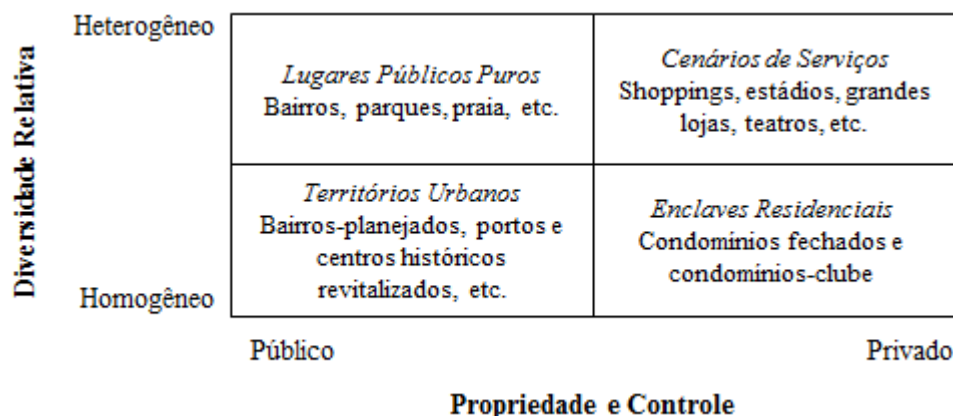 Heterogêneo
Diversidade Relativa
Homogêneo
Lugares Públicos Puros
Bairros, parques, praia, etc.
Cenários de Serviços
Shoppings, estádios, grandes
lojas, teatros, etc.
Territórios Urbanos
Bairros-planejados, portos e
centros históricos
revitalizados, etc.
Enclaves Residenciais
Condomínios fechados e
condomínios-clube
Público
Privado
Propriedade e Controle